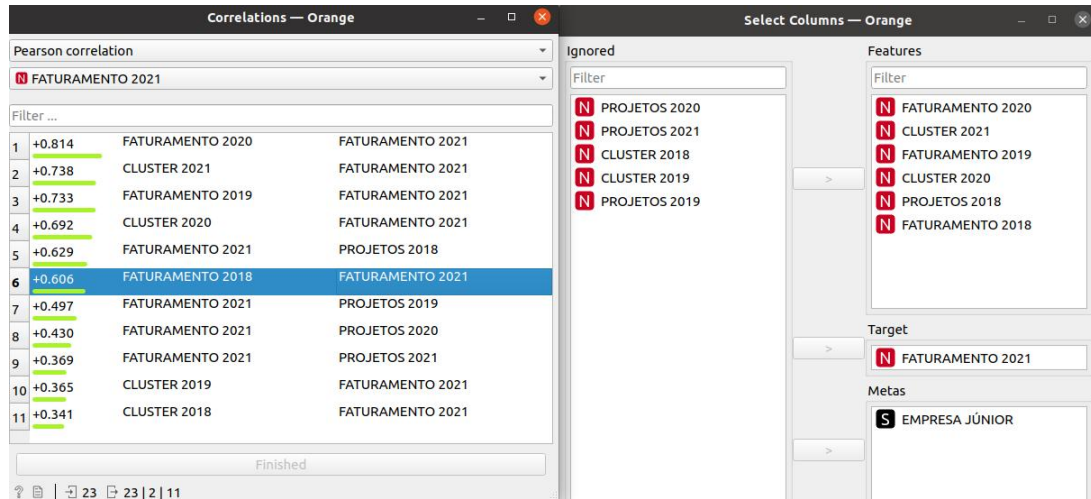 Correlations — Orange
Pearson correlation
N FATURAMENTO 2021
Filter ...
1 +0.814 FATURAMENTO 2020 FATURAMENTO 2021
2 +0.738 CLUSTER 2021 FATURAMENTO 2021
3 +0.733 FATURAMENTO 2019 FATURAMENTO 2021
4 +0.692 CLUSTER 2020 FATURAMENTO 2021
5 +0.629 FATURAMENTO 2021 PROJETOS 2018
6 +0.606 FATURAMENTO 2018 FATURAMENTO 2021
7 +0.497 FATURAMENTO 2021 PROJETOS 2019
8 +0.430 FATURAMENTO 2021 PROJETOS 2020
9 +0.369 FATURAMENTO 2021 PROJETOS 2021
10 +0.365 CLUSTER 2019 FATURAMENTO 2021
11 +0.341 CLUSTER 2018 FATURAMENTO 2021
Finished
? 23 23 | 2 | 11
Select Columns — Orange
Ignored
Filter
N PROJETOS 2020
N PROJETOS 2021
N CLUSTER 2018
N CLUSTER 2019
N PROJETOS 2019
>
>
>
Features
Filter
N FATURAMENTO 2020
N CLUSTER 2021
N FATURAMENTO 2019
N CLUSTER 2020
N PROJETOS 2018
N FATURAMENTO 2018
Target
N FATURAMENTO 2021
Metas
S EMPRESA JÚNIOR